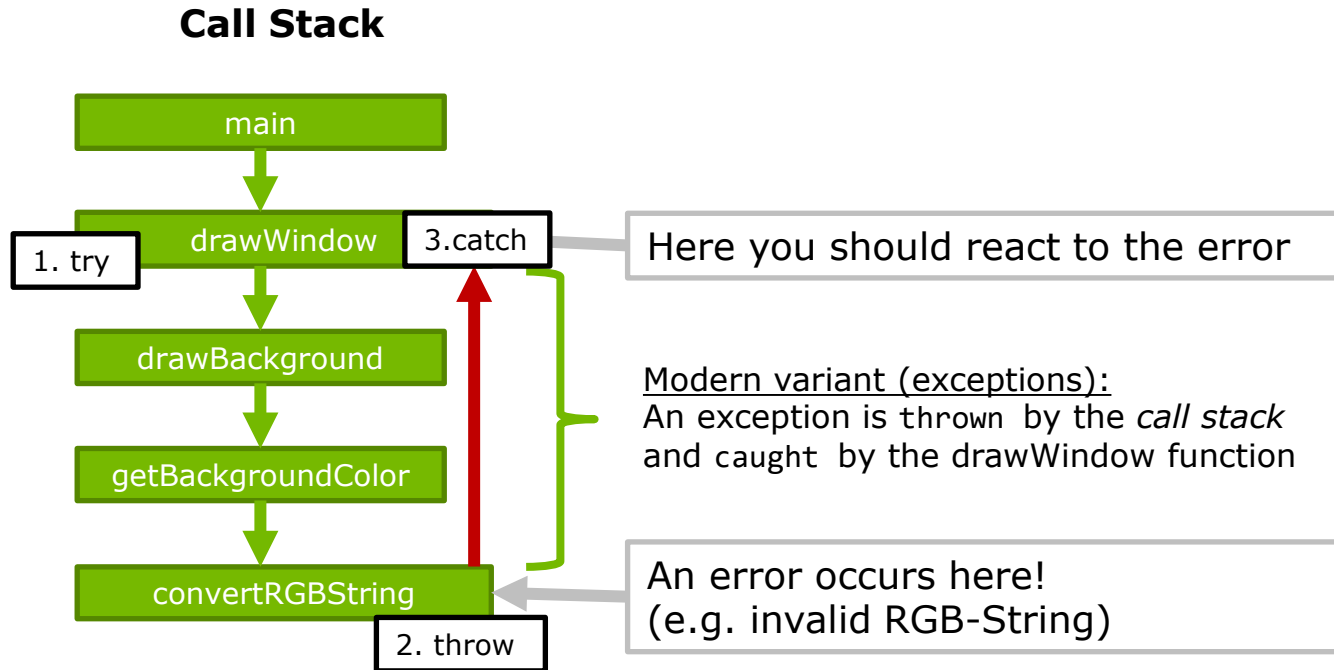 Call Stack
main
drawWindow
3.catch
1. try
Here you should react to the error
drawBackground
Modern variant (exceptions):
An exception is thrown by the call stack
and caught by the drawWindow function
getBackgroundColor
convertRGBString
2. throw
An error occurs here!
(e.g. invalid RGB-String)